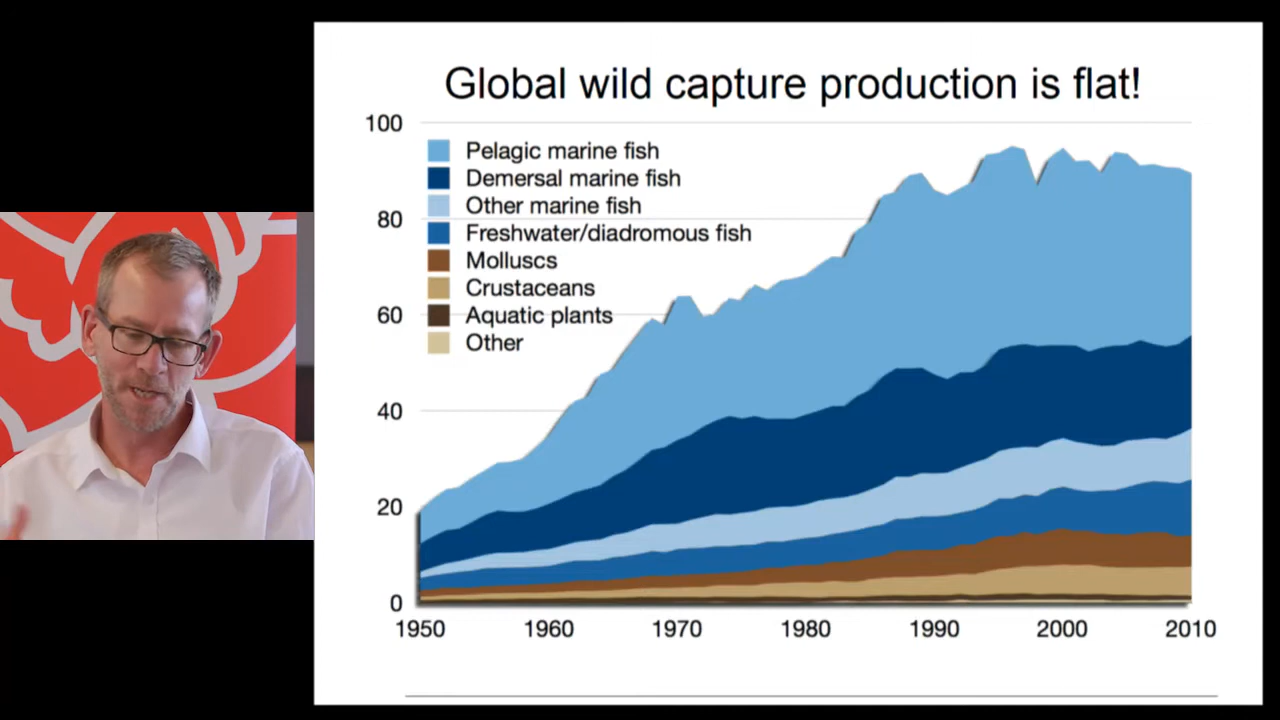 Global wild capture production is flat!
100
80
60
40
20
0
Pelagic marine fish
Demersal marine fish
Other marine fish
Freshwater/diadromous fish
Molluscs
Crustaceans
Aquatic plants
Other
1950 1960 1970 1980 1990 2000 2010